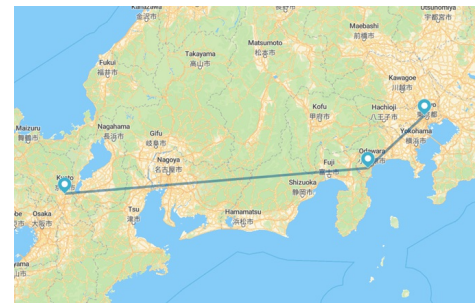 Kanazawa
金沢市
長野市
Utsunomiya
宇都宮市
Maebashi
前橋市
Matsumoto
松本市
Takayama
高山市
Fukui
福井市
Kawagoe
川越市
Kofu
甲府市
Hachioji
八王子市
Maizuru
舞鶴市
Nagahama
長浜市
Gifu
岐阜市
Yokohama
横浜市
Odawara
Nagoya
名古屋市
Fuji
富士市
Kyoto
Shizuoka
静岡市
Osaka
大阪市
Tsu
津市
Hamamatsu
浜松市